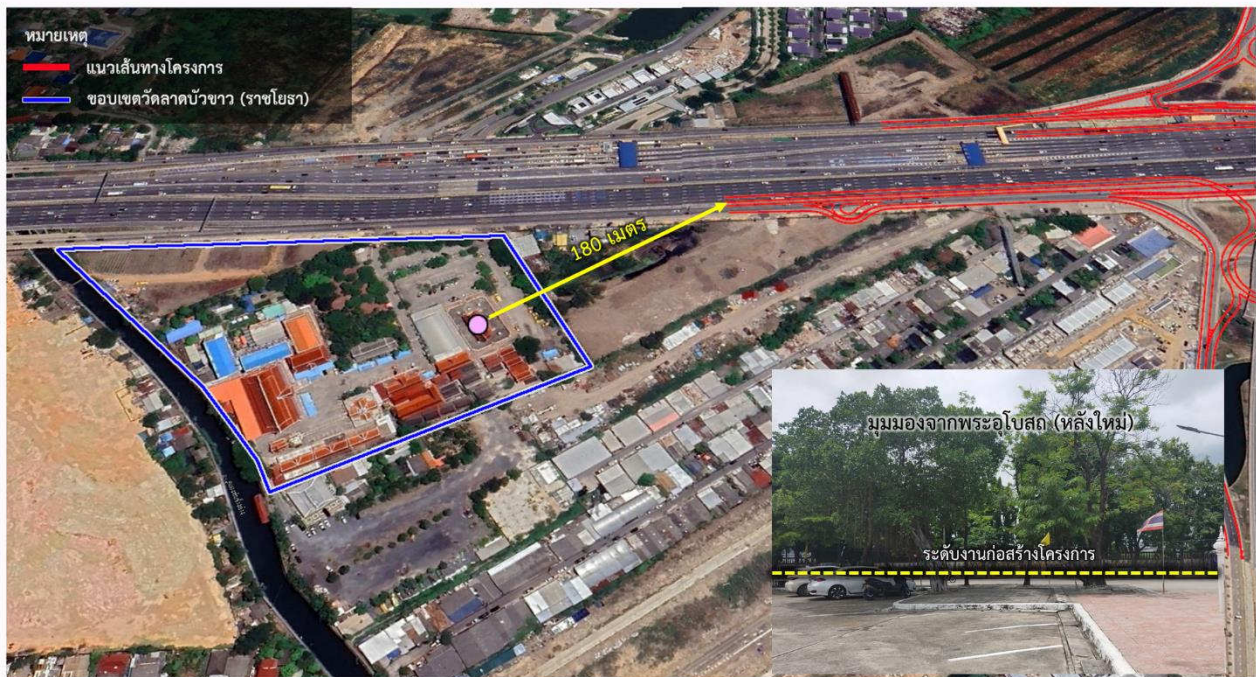 หมายเหตุ
แนวเส้นทางโครงการ
ขอบเขตวัดลาดบัวขาว (ราชโยธา)
180 เมตร
มุมมองจากพระอุโบสถ (หลังใหม่)
ระดับงานก่อสร้างโครงการ